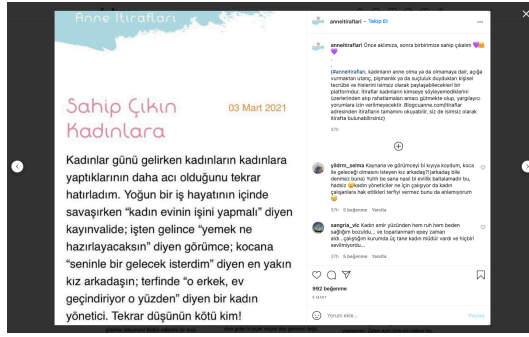 Anne İtirafları
Sahip Çıkın
Kadınlara
03 Mart 2021
Kadınlar günü gelirken kadınların kadınlara
yaptıklarının daha acı olduğunu tekrar
hatırladım. Yoğun bir iş hayatının içinde
savaşırken “kadın evinin işini yapmalı” diyen
kayınvalide; işten gelince “yemek ne
hazırlayacaksın” diyen görümce; kocana
“seninle bir gelecek isterdim” diyen en yakın
kız arkadaşın; terfinde “o erkek, ev
geçindiriyor o yüzden” diyen bir kadın
yönetici. Tekrar düşünün kötü kim!
anneitiraflari • Takip Et
anneitiraflari Önce aklımıza, sonra birbirimize sahip çıkalım 💜🧡
💜
.
.
(#anneitiraflari, kadınların anne olma ya da olmamaya dair, açığa
vurmaktan utanç, pişmanlık ya da suçluluk duydukları kişisel
tecrübe ve hislerini isimsiz olarak paylaşabilecekleri bir
platformdur. İtiraflar kadınların kimseye söyleyemediklerini
üzerlerinden atıp rahatlamaları amacı gütmekte olup, yargılayıcı
yorumlara izin verilmeyecektir. Blogcuanne.com/itiraflar
adresinden itirafların tamamını okuyabilir, siz de isimsiz olarak
itirafta bulunabilirsiniz)
37h
yildrm_selma Kaynana ve görümceyi bi kıyıya koydum, koca
ile geleceği olmasını isteyen kız arkadaş?!(arkadaş bile
denmez buna) Yuhh be sana nasıl bi evlilik baltalamadır bu,
hadsiz kadın yöneticiler ne için çalışıyor da kadın
çalışanlara hak ettikleri terfiyi vermez bunu da anlamıyorum
37h 5 beğenme Yanıtla
sangria_vic Kadın amir yüzünden hem ruh hem beden
sağlığım bozuldu... ve toparlanmam epey zaman
aldı..çalıştığım kurumda üç tane kadın müdür vardı ve hiçbiri
sevilmiyordu...
37h 5 beğenme Yanıtla
992 beğenme
8 MART
Yorum ekle...
Paylaş